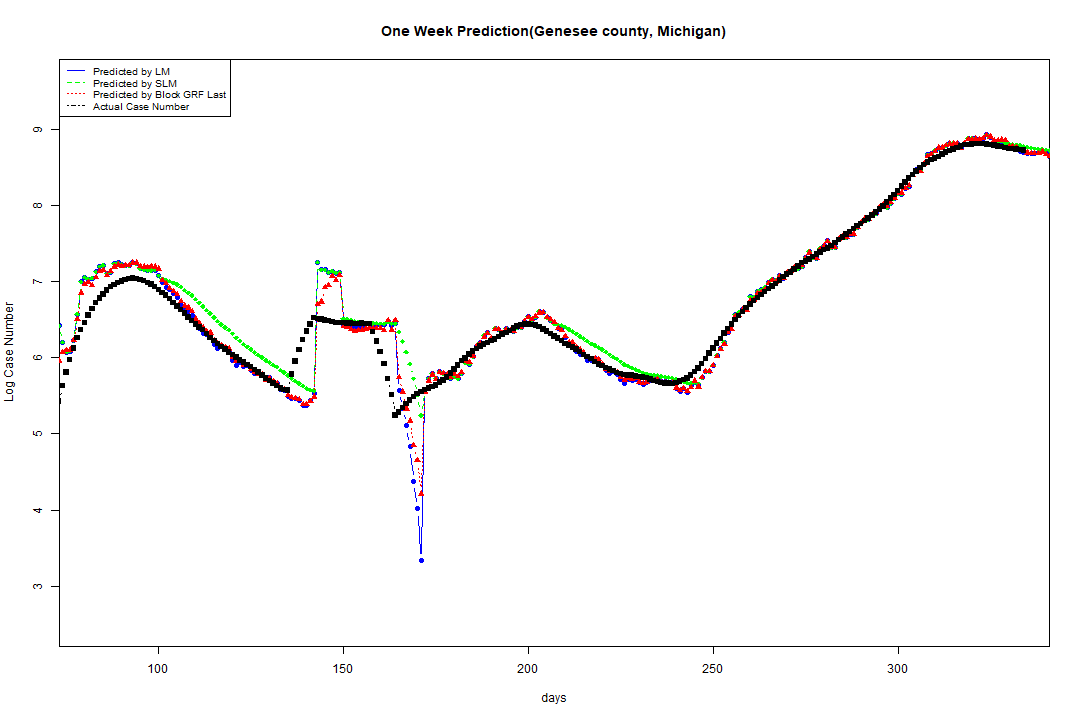 One Week Prediction(Genesee county, Michigan)
Predicted by LM
Predicted by SLM
Predicted by Block GRF Last
Actual Case Number
Log Case Number
9
8
7
6
5
4
3
100 150 200 250 300
days